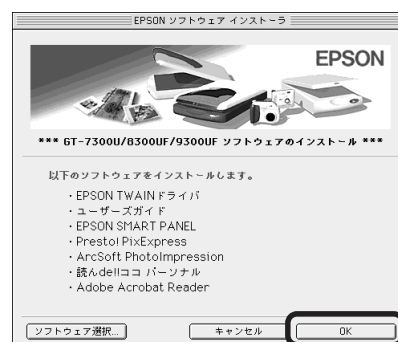 EPSON ソフトウェア インストーラ
EPSON
*** GT-7300U/8300UF/9300UF ソフトウェアのインストール ***
以下のソフトウェアをインストールします。
・EPSON TWAIN ドライバ
・ユーザーズガイド
・EPSON SMART PANEL
・Presto! PixExpress
・ArcSoft PhotoImpression
・読んde!!ココ パーソナル
・Adobe Acrobat Reader
ソフトウェア選択...
キャンセル
OK